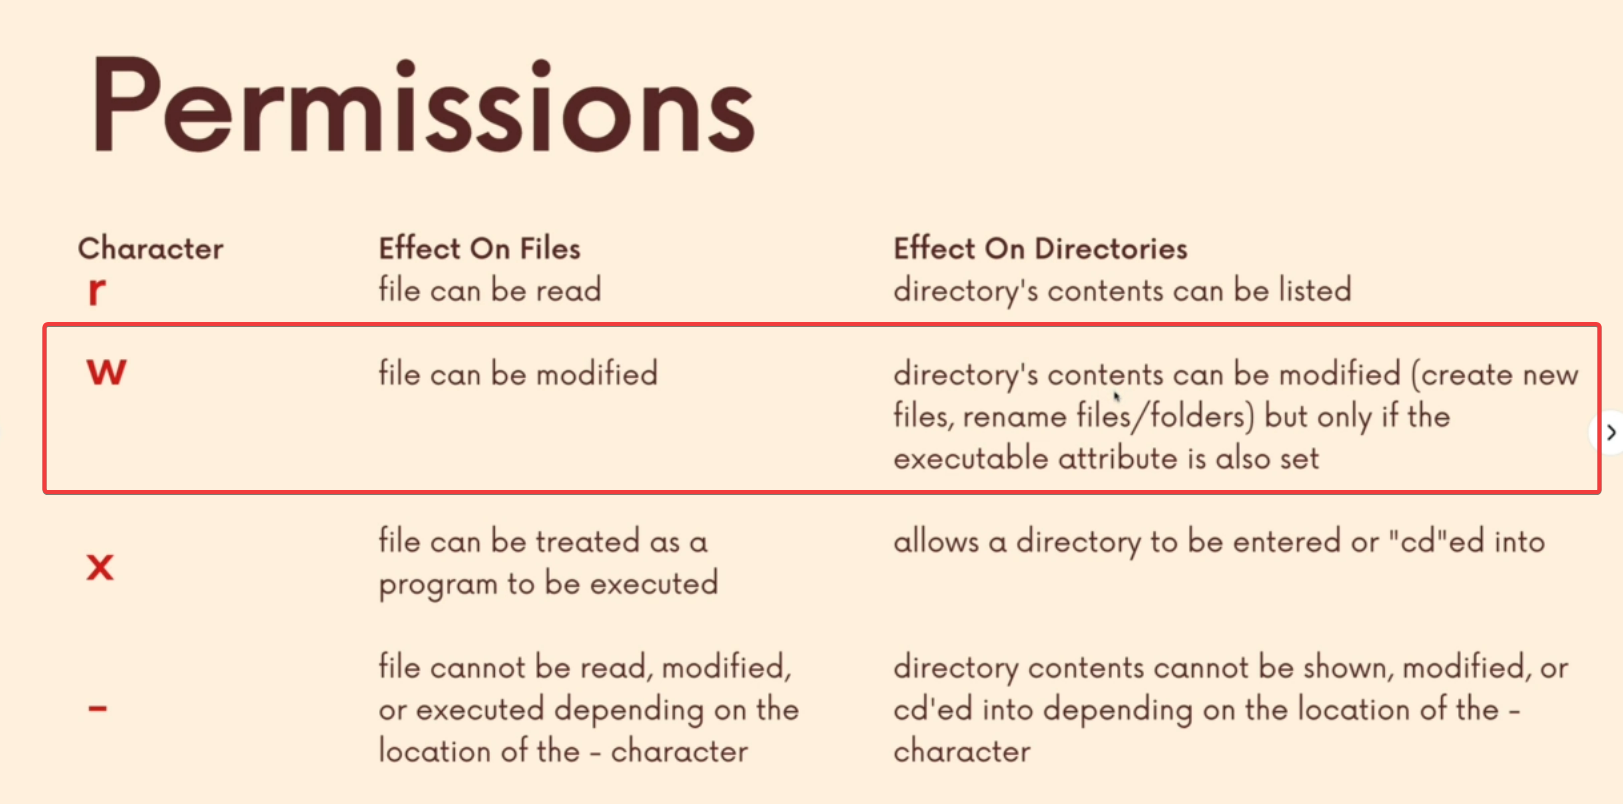 Permissions
Character Effect On Files Effect On Directories
r file can be read directory's contents can be listed
w file can be modified directory's contents can be modified (create new
files, rename files/folders) but only if the
executable attribute is also set
x file can be treated as a allows a directory to be entered or "cd"ed into
program to be executed
file cannot be read, modified, directory contents cannot be shown, modified, or
- or executed depending on the cd'ed into depending on the location of the -
location of the - character character